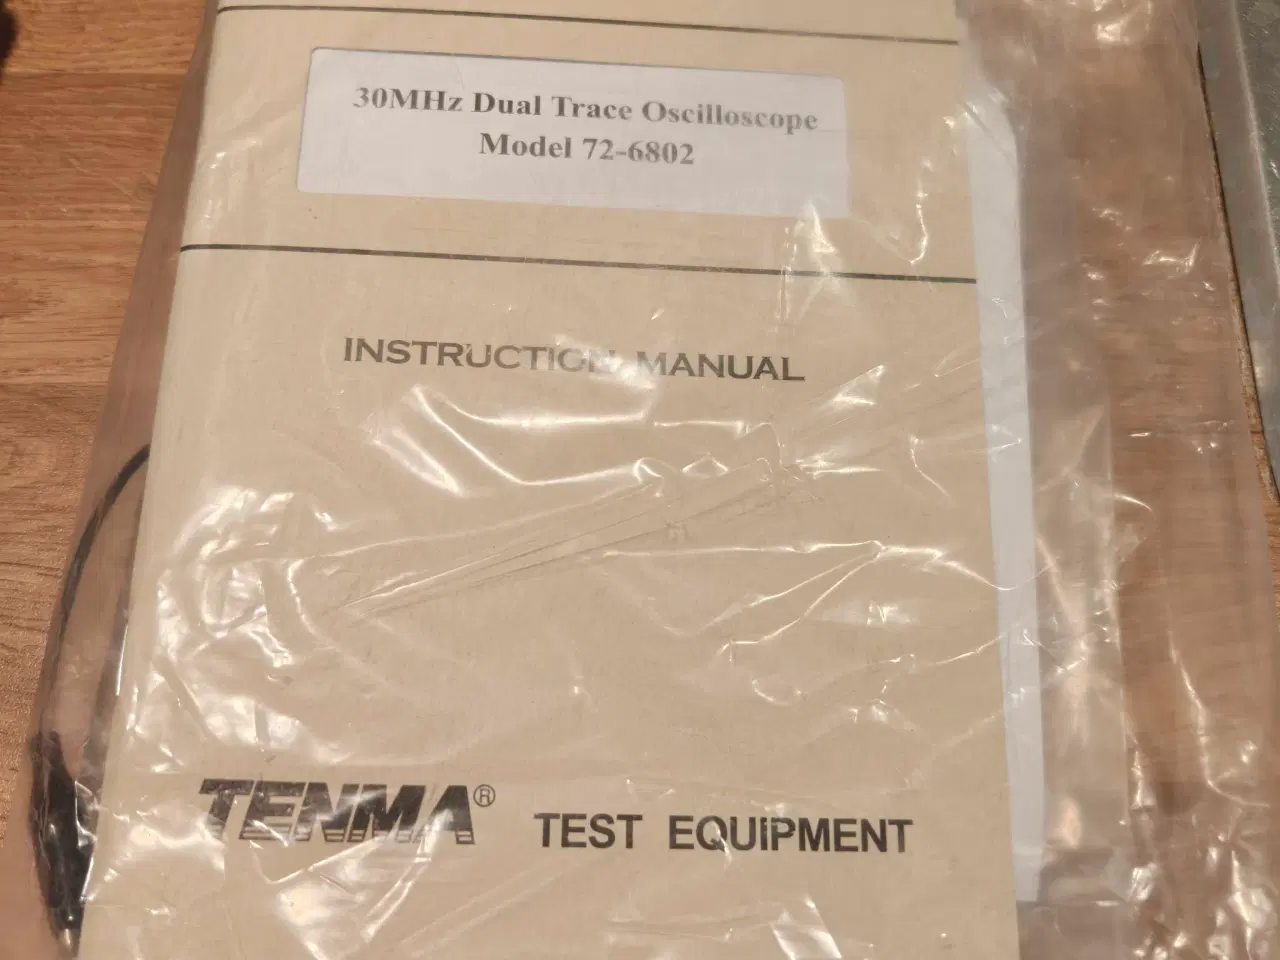 30MHz Dual Trace Oscilloscope
Model 72-6802
INSTRUCTION MANUAL
TENMA® TEST EQUIPMENT